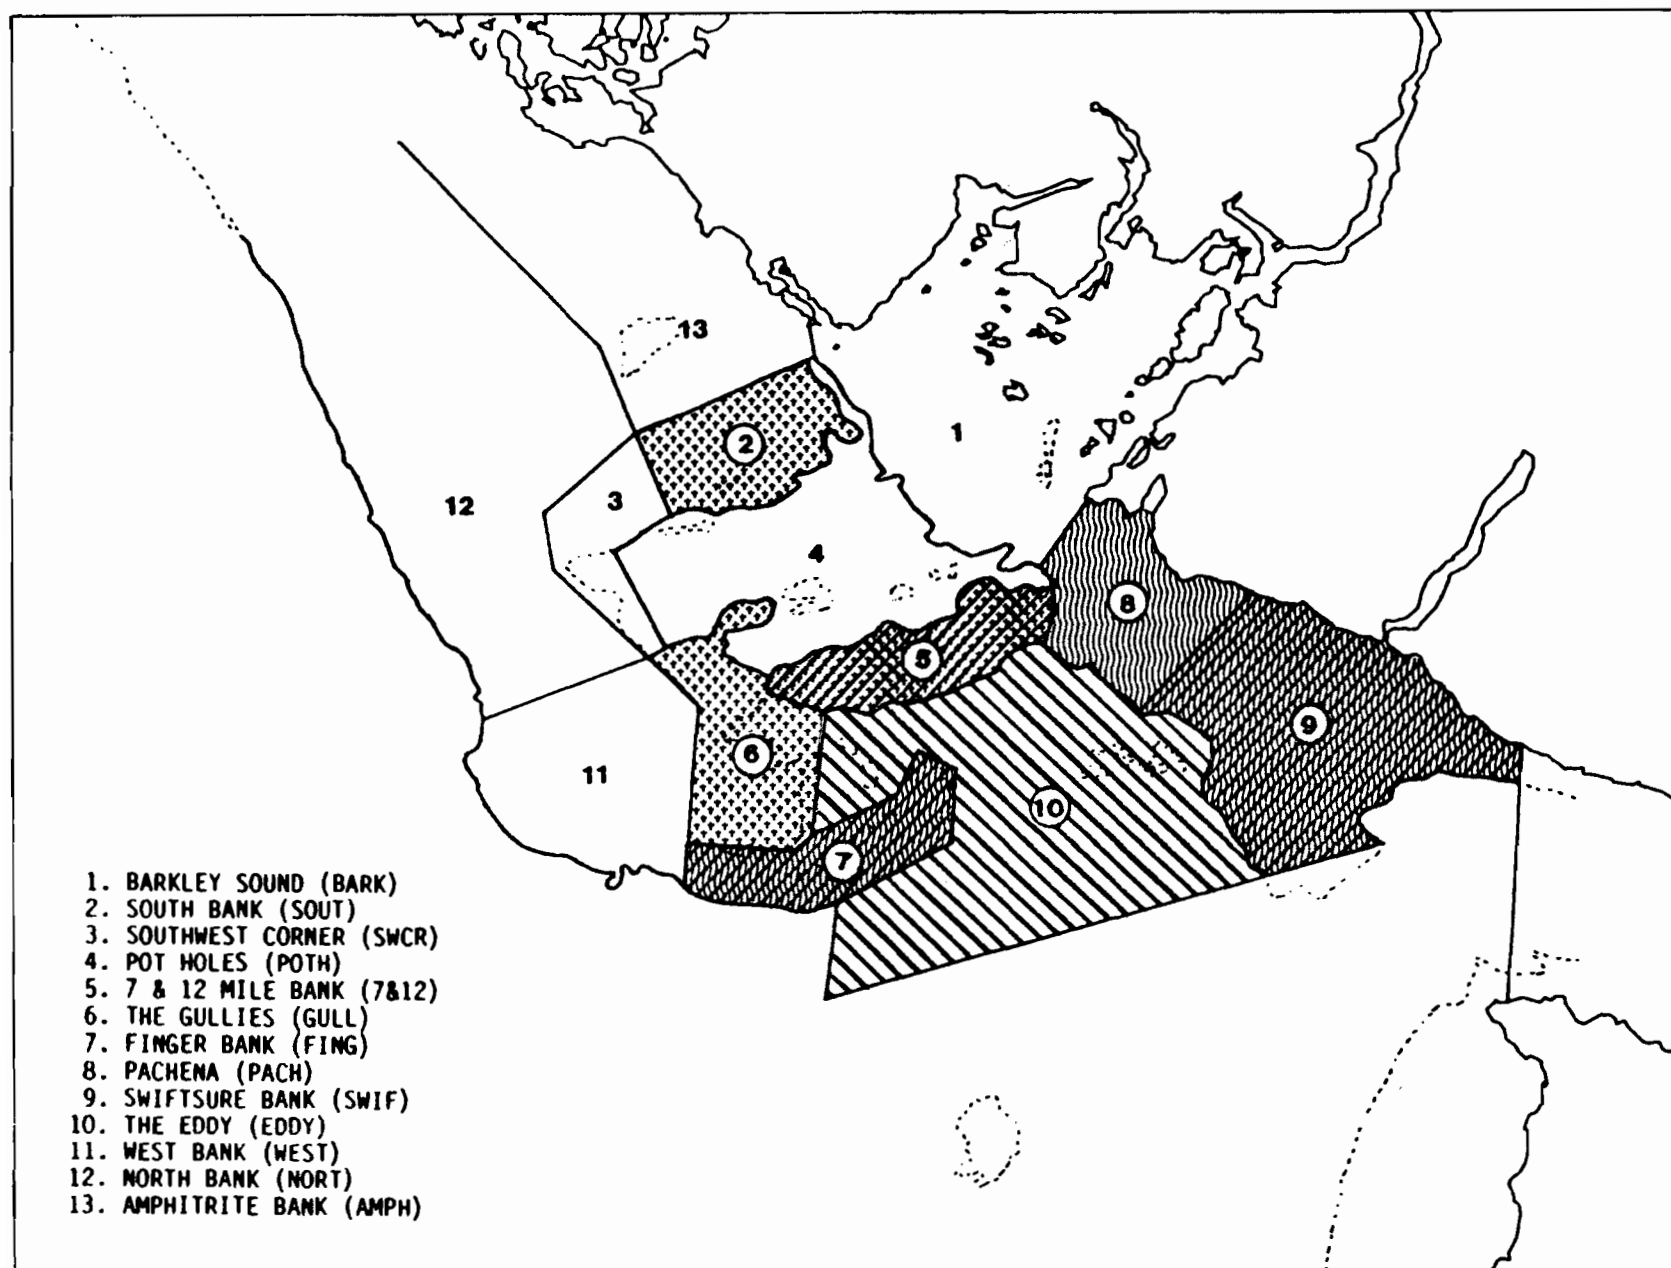 13
1
2
3
12
4
8
5
9
6
11
10
7
1. BARKLEY SOUND (BARK)
2. SOUTH BANK (SOUT)
3. SOUTHWEST CORNER (SWCR)
4. POT HOLES (POTH)
5. 7 & 12 MILE BANK (7&12)
6. THE GULLIES (GULL)
7. FINGER BANK (FING)
8. PACHENA (PACH)
9. SWIFTSURE BANK (SWIF)
10. THE EDDY (EDDY)
11. WEST BANK (WEST)
12. NORTH BANK (NORT)
13. AMPHITRITE BANK (AMPH)